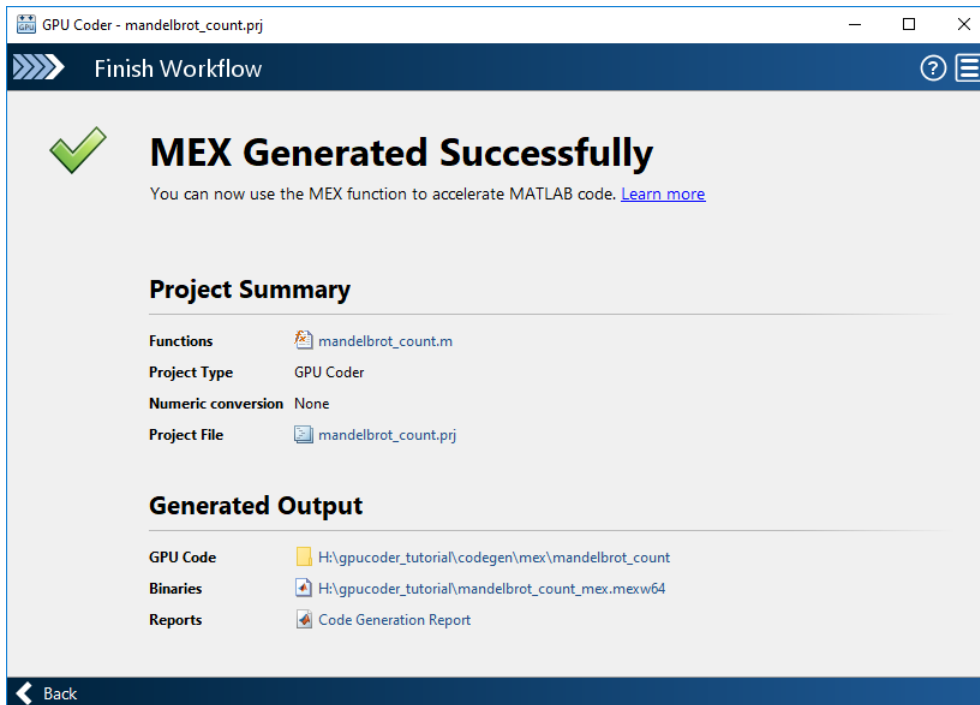 GPU Coder - mandelbrot_count.prj
Finish Workflow
MEX Generated Successfully
You can now use the MEX function to accelerate MATLAB code. Learn more
Project Summary
Functions mandelbrot_count.m
Project Type GPU Coder
Numeric conversion None
Project File mandelbrot_count.prj
Generated Output
GPU Code H:\gpucoder_tutorial\codegen\mex\mandelbrot_count
Binaries H:\gpucoder_tutorial\mandelbrot_count_mex.mexw64
Reports Code Generation Report
Back